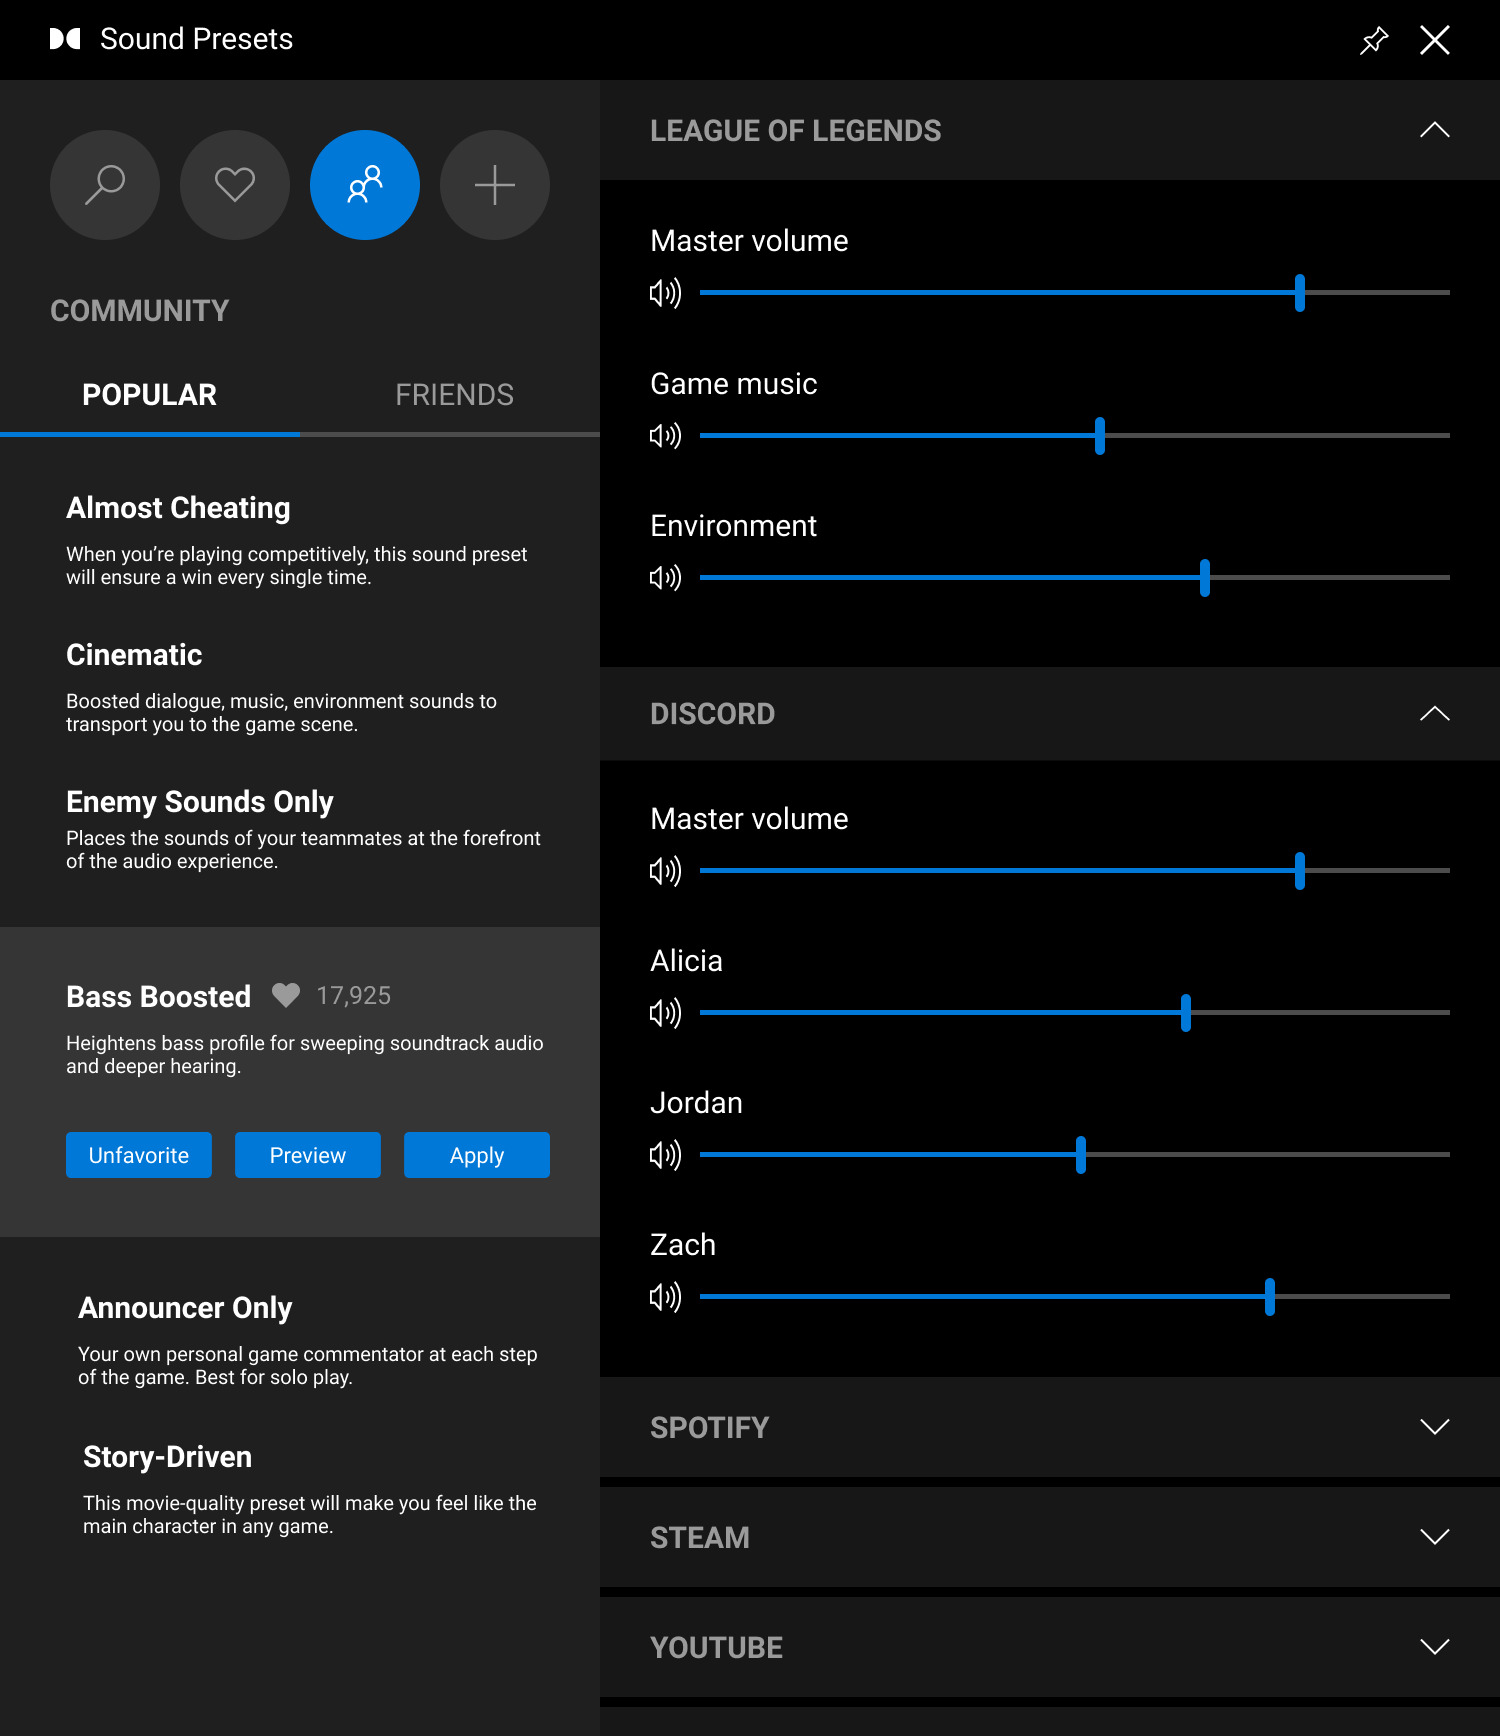 Sound Presets
COMMUNITY
POPULAR
FRIENDS
Almost Cheating
When you’re playing competitively, this sound preset
will ensure a win every single time.
Cinematic
Boosted dialogue, music, environment sounds to
transport you to the game scene.
Enemy Sounds Only
Places the sounds of your teammates at the forefront
of the audio experience.
Bass Boosted 17,925
Heightens bass profile for sweeping soundtrack audio
and deeper hearing.
Unfavorite
Preview
Apply
Announcer Only
Your own personal game commentator at each step
of the game. Best for solo play.
Story-Driven
This movie-quality preset will make you feel like the
main character in any game.
LEAGUE OF LEGENDS
Master volume
Game music
Environment
DISCORD
Master volume
Alicia
Jordan
Zach
SPOTIFY
STEAM
YOUTUBE